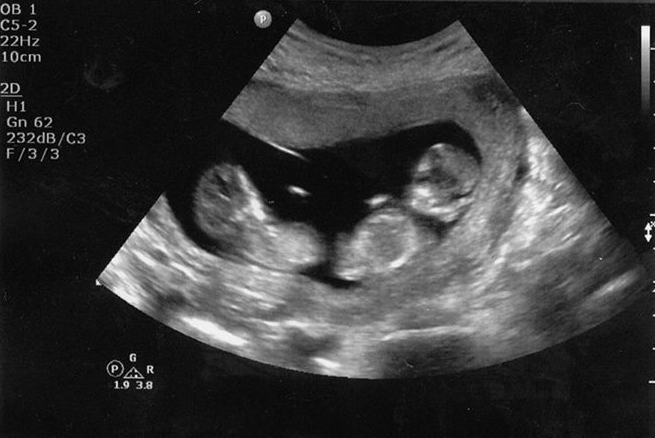 OB 1
C5-2
22Hz
10cm
2D
H1
Gn 62
232dB/C3
F/3/3
P
G
P R
1.9 3.8